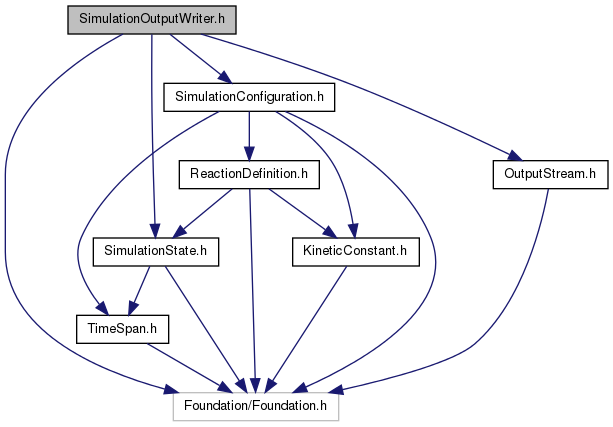 SimulationOutputWriter.h
SimulationConfiguration.h
ReactionDefinition.h
OutputStream.h
SimulationState.h
KineticConstant.h
TimeSpan.h
Foundation/Foundation.h